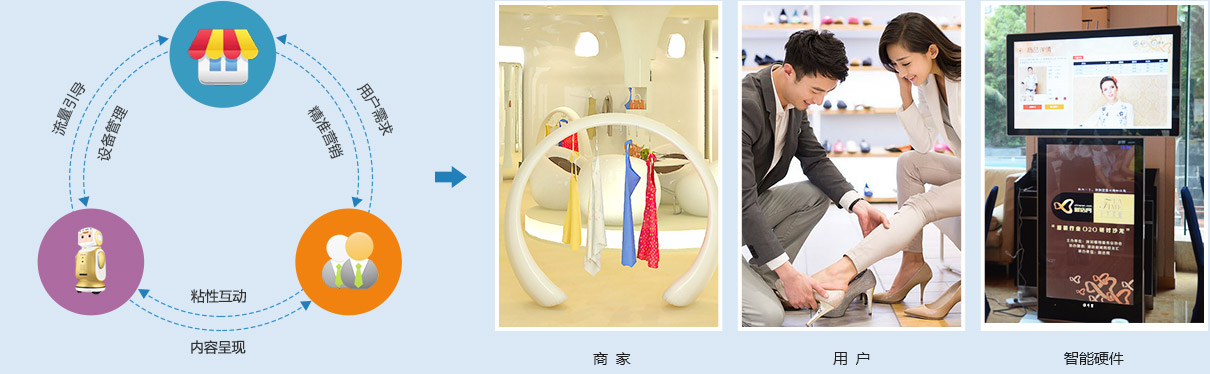 流量引导
设备管理
用户需求
精准营销
粘性互动
内容呈现
商 家
用 户
智能硬件
O2O